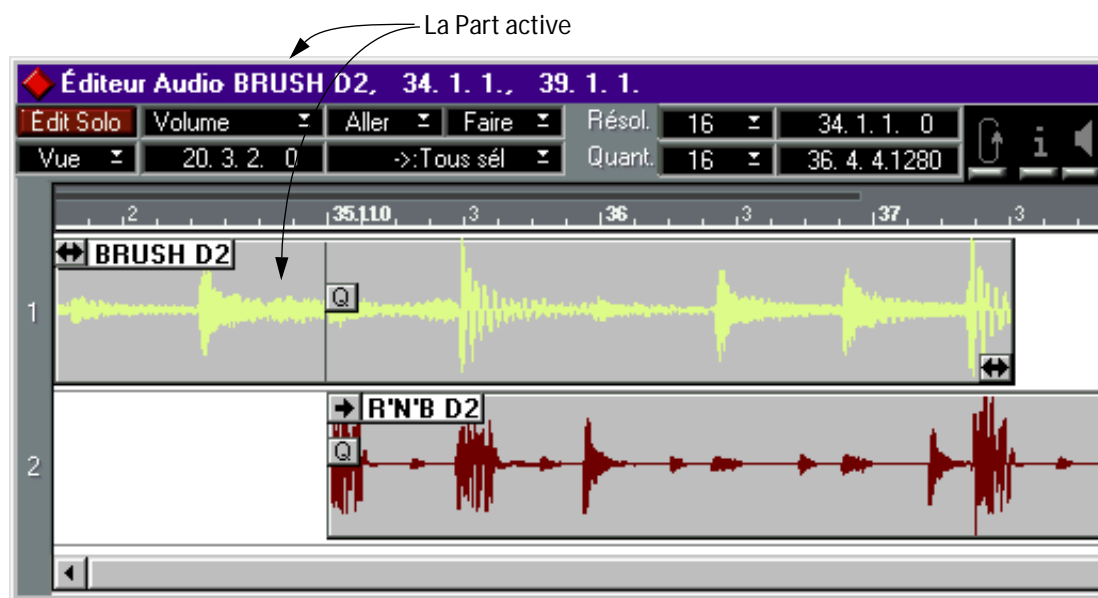 La Part active
Éditeur Audio BRUSH D2, 34. 1. 1., 39. 1. 1.
Édit Solo Volume Aller Faire Résol. 16 34. 1. 1. 0
Vue 20. 3. 2. 0 ->:Tous sél Quant. 16 36. 4. 4.1280
2 35.1.1.0 3 36 3 37 3
BRUSH D2
1 Q
R'N'B D2
Q
2